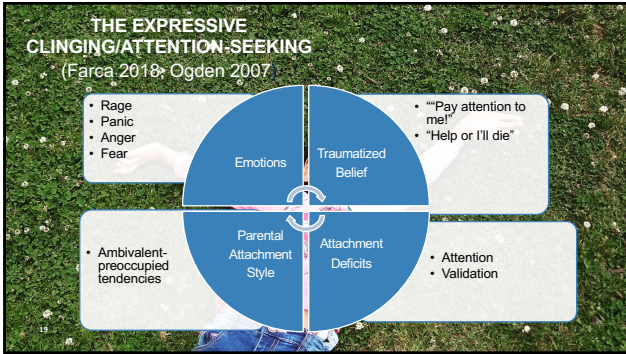 THE EXPRESSIVE
CLINGING/ATTENTION-SEEKING
(Farca 2018; Ogden 2007)
• Rage
• Panic
• Anger
• Fear
Emotions
Traumatized
Belief
• ““Pay attention to
me!”
• “Help or I’ll die”
Parental
Attachment
Style
Attachment
Deficits
• Ambivalent-
preoccupied
tendencies
• Attention
• Validation
19